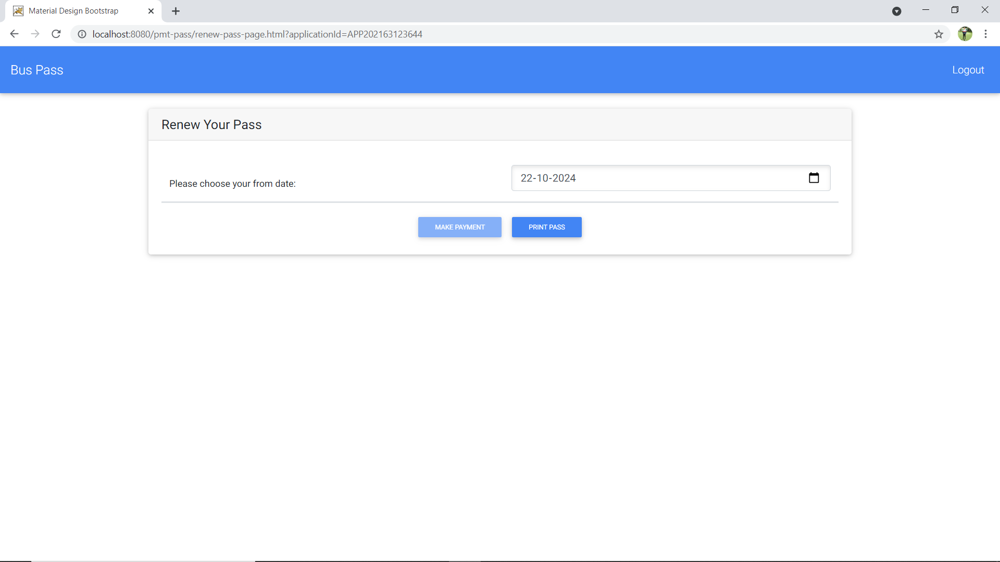 Material Design Bootstrap
localhost:8080/pmt-pass/renew-pass-page.html?applicationId=APP202163123644
Bus Pass
Logout
Renew Your Pass
Please choose your from date:
22-10-2024
MAKE PAYMENT
PRINT PASS